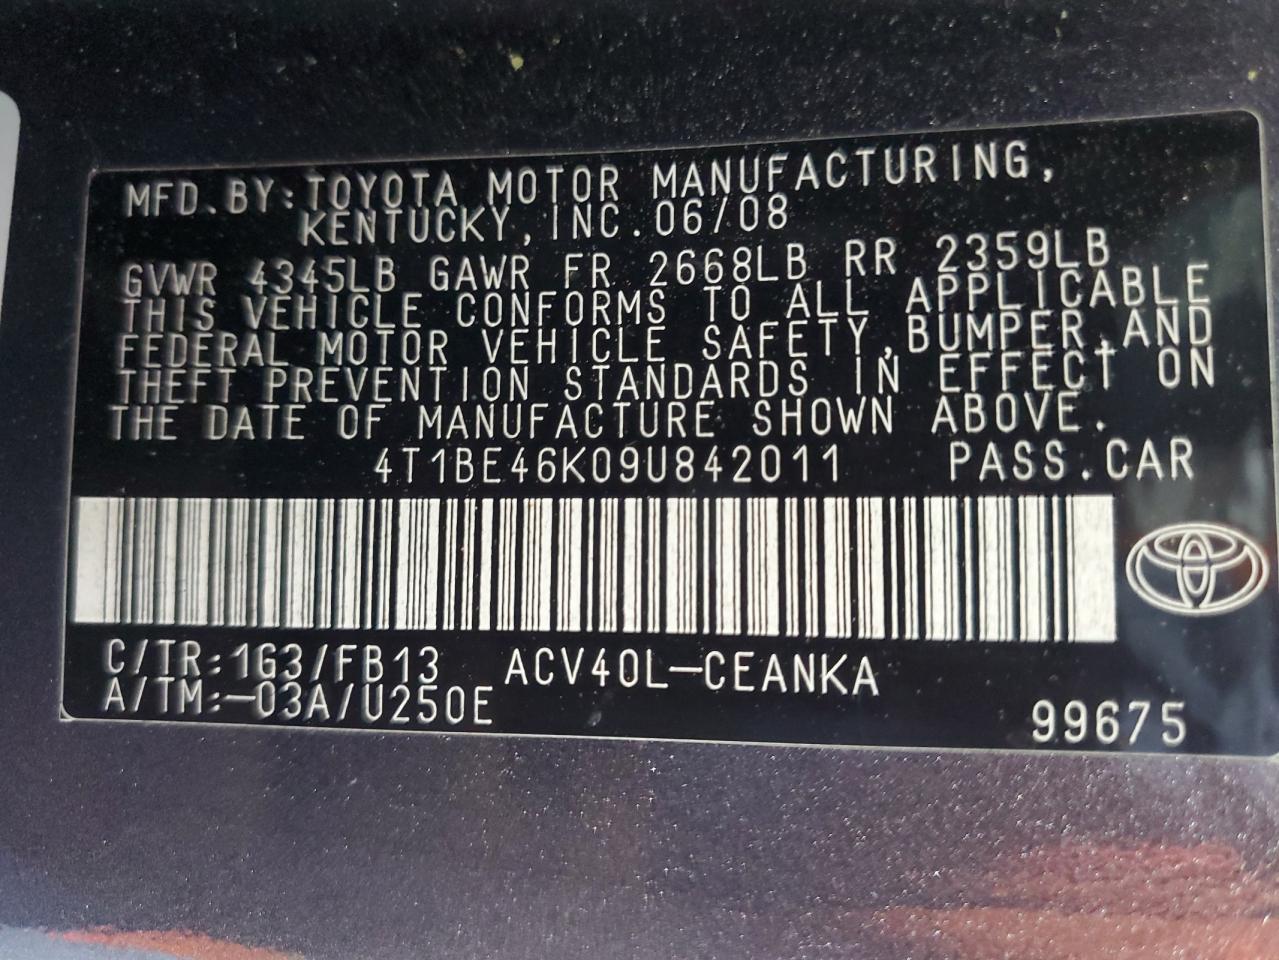 MFD.BY:TOYOTA MOTOR MANUFACTURING,
KENTUCKY, INC. 06/08
GVWR 4345LB GAWR FR 2668LB RR 2359LB
THIS VEHICLE CONFORMS TO ALL APPLICABLE
FEDERAL MOTOR VEHICLE SAFETY,BUMPER,AND
THEFT PREVENTION STANDARDS IN EFFECT ON
THE DATE OF MANUFACTURE SHOWN ABOVE.
4T1BE46K09U842011 PASS.CAR
C/TR:1G3/FB13 ACV40L-CEANKA
A/TM:-03A/U250E
99675